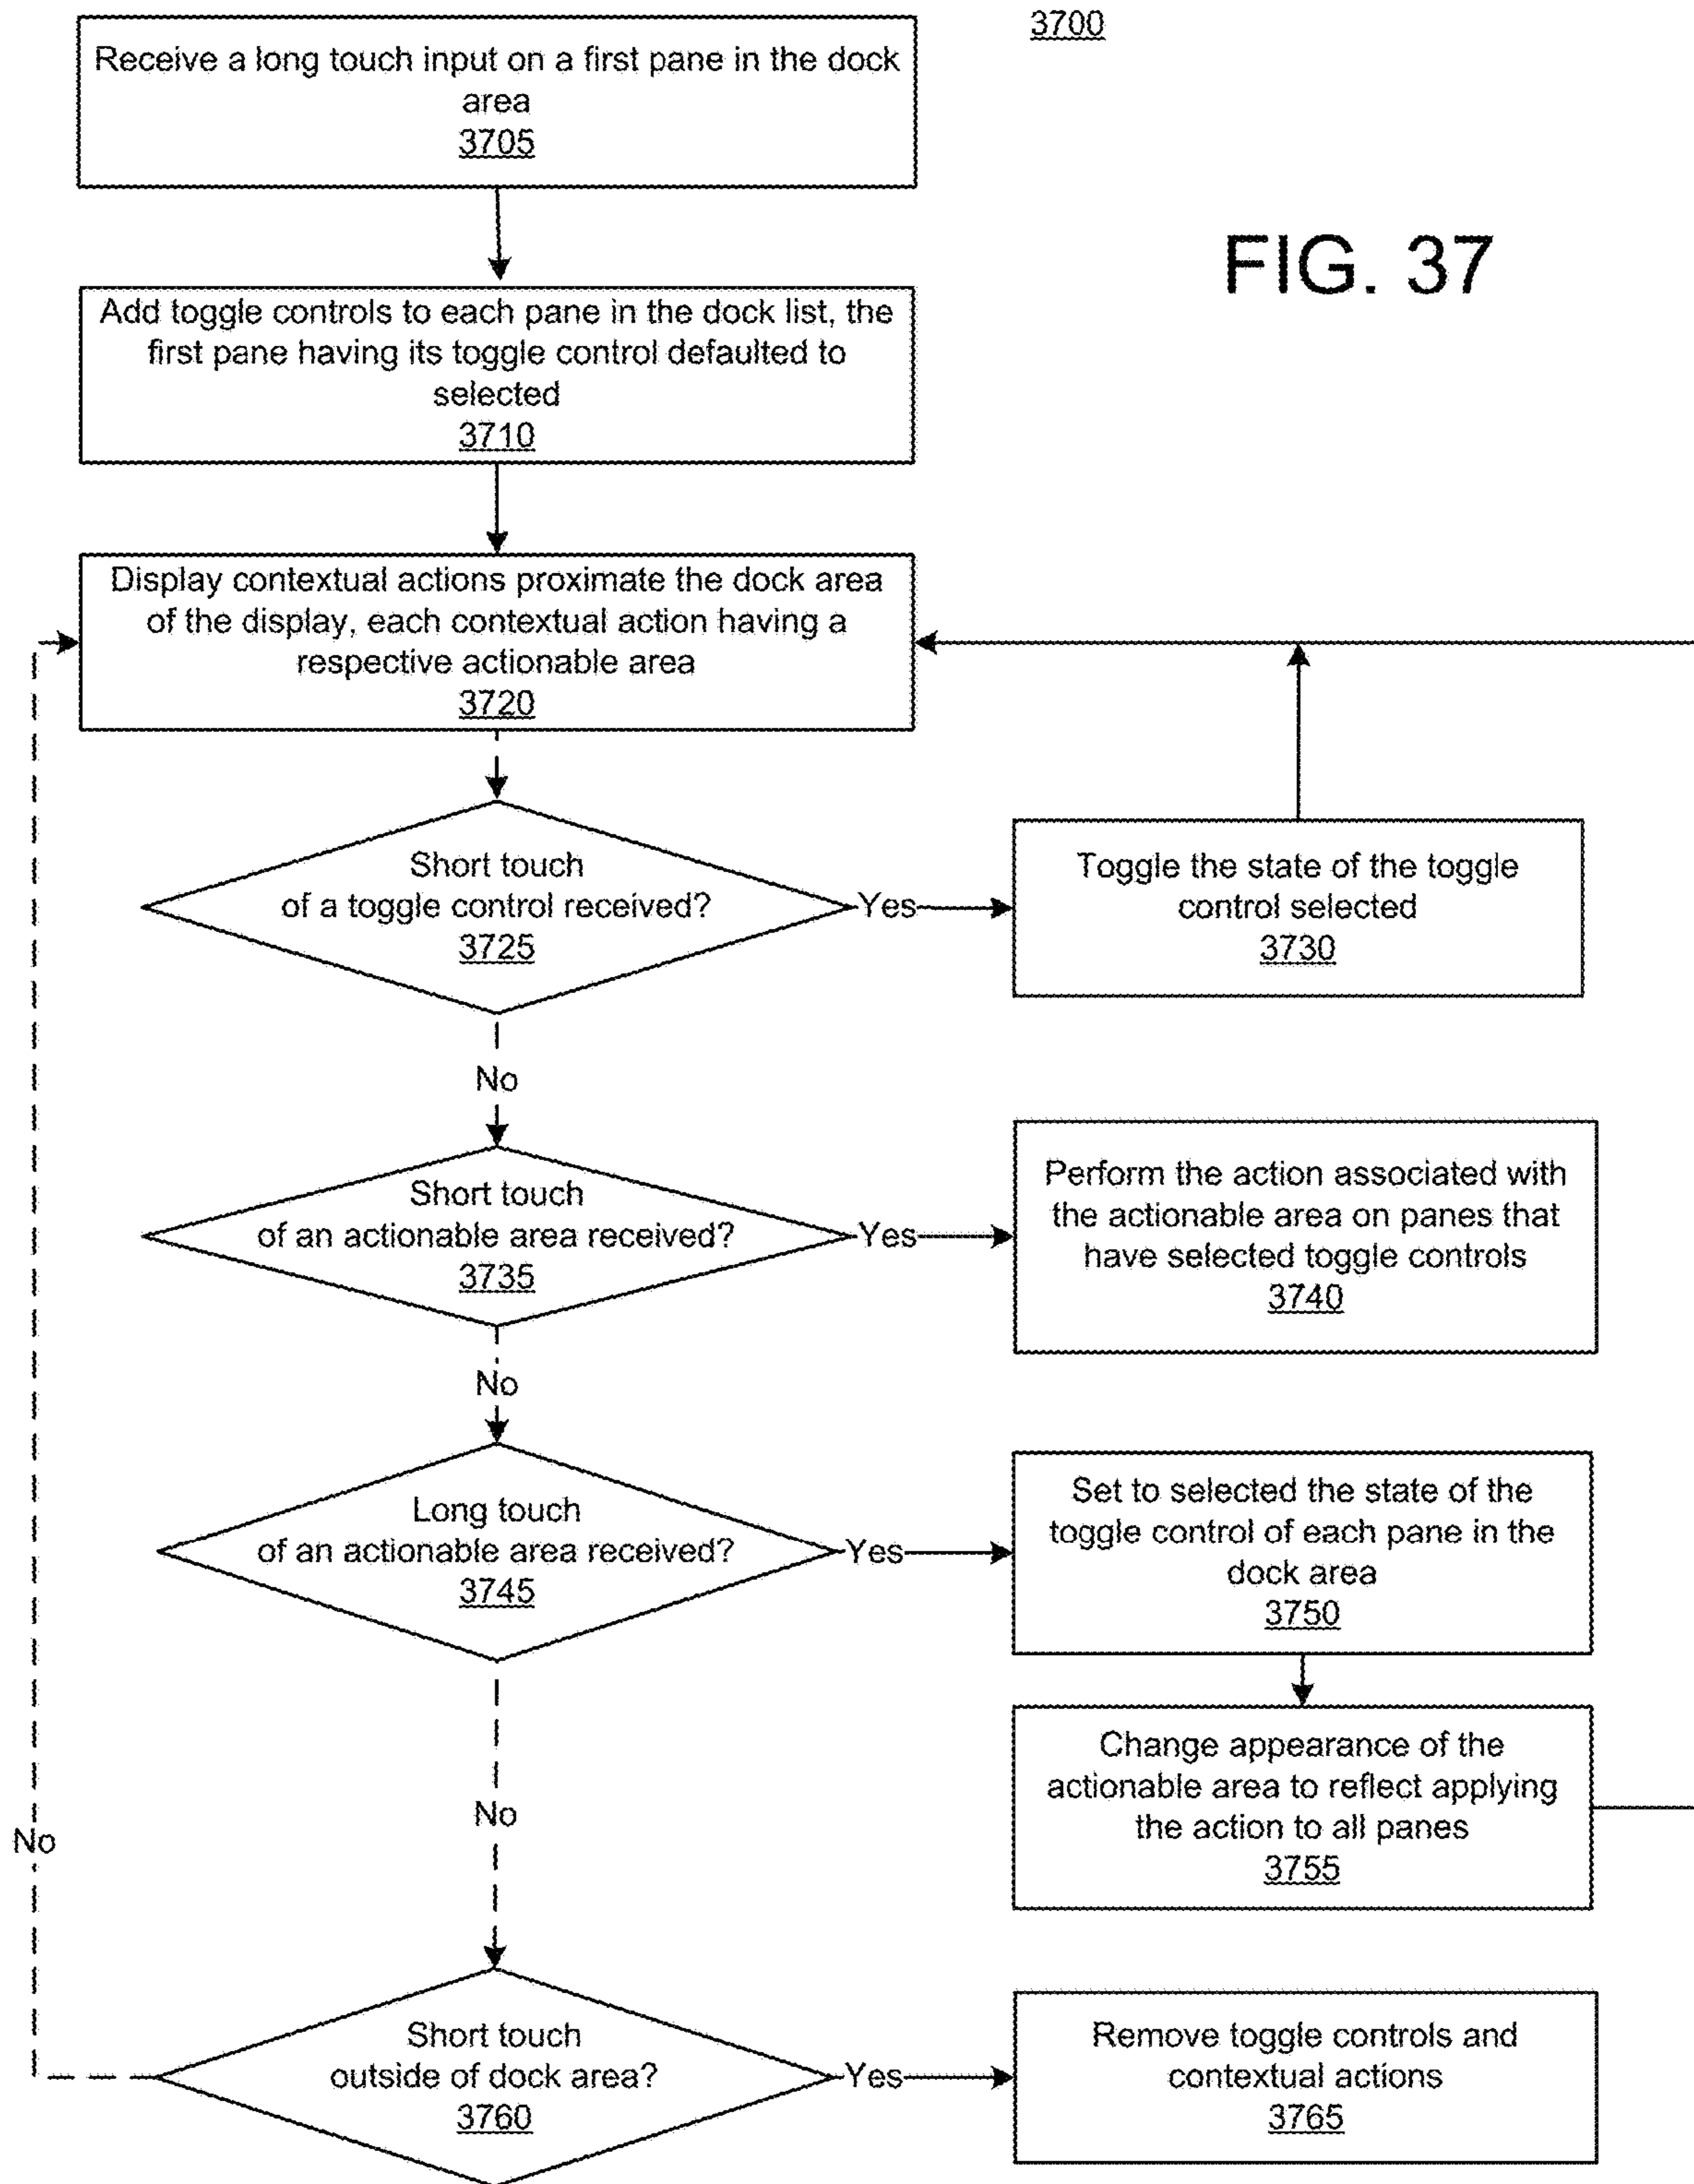 3700
Receive a long touch input on a first pane in the dock
area
3705
FIG. 37
Add toggle controls to each pane in the dock list, the
first pane having its toggle control defaulted to
selected
3710
Display contextual actions proximate the dock area
of the display, each contextual action having a
respective actionable area
3720
Short touch
of a toggle control received?
3725
Yes
Toggle the state of the toggle
control selected
3730
No
Short touch
of an actionable area received?
3735
Yes
Perform the action associated with
the actionable area on panes that
have selected toggle controls
3740
No
Long touch
of an actionable area received?
3745
Yes
Set to selected the state of the
toggle control of each pane in the
dock area
3750
Change appearance of the
actionable area to reflect applying
the action to all panes
3755
No
No
Short touch
outside of dock area?
3760
Yes
Remove toggle controls and
contextual actions
3765